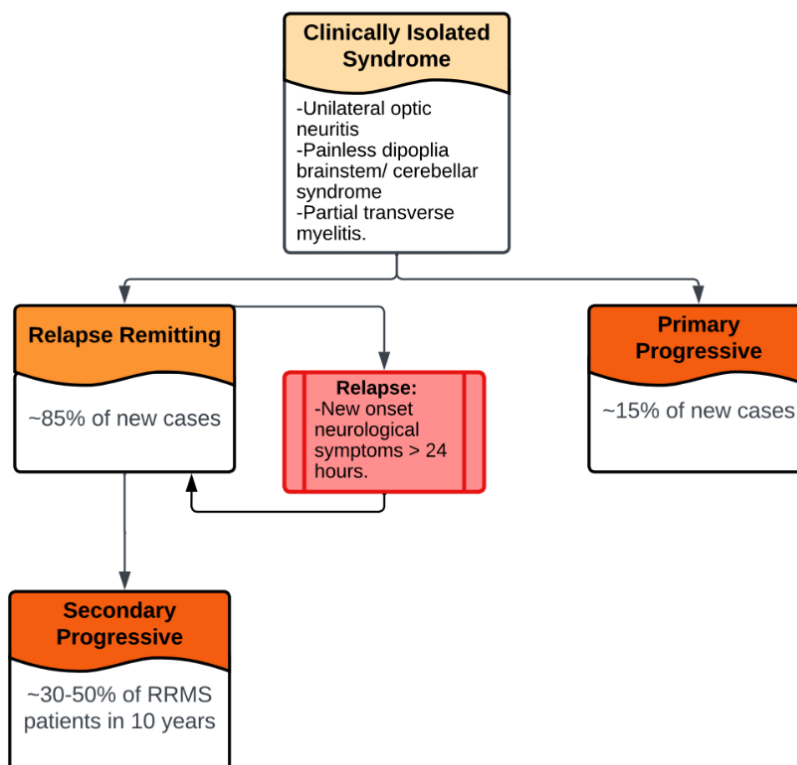 Clinically Isolated
Syndrome
-Unilateral optic
neuritis
-Painless dipoplia
brainstem/ cerebellar
syndrome
-Partial transverse
myelitis.
Relapse Remitting
~85% of new cases
Relapse:
-New onset
neurological
symptoms > 24
hours.
Primary
Progressive
~15% of new cases
Secondary
Progressive
~30-50% of RRMS
patients in 10 years